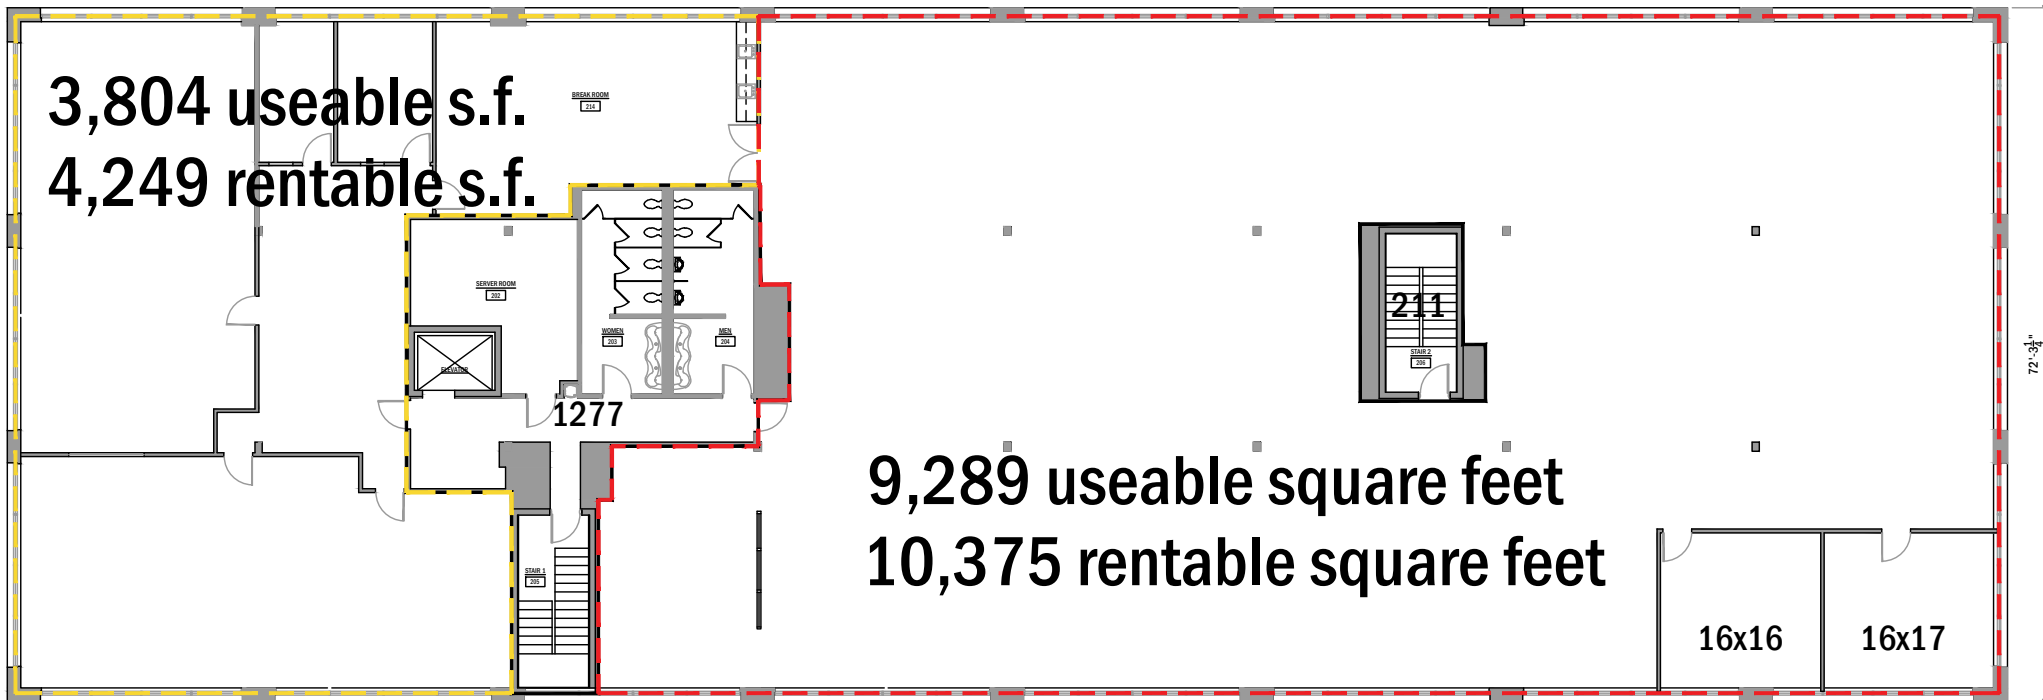 3,804 useable s.f.
4,249 rentable s.f.
BREAK ROOM
214
SERVER ROOM
202
WOMEN
203
MEN
204
ELEVATOR
1277
211
STAIR 2
206
72'-3¼"
9,289 useable square feet
10,375 rentable square feet
STAIR 1
205
16x16
16x17